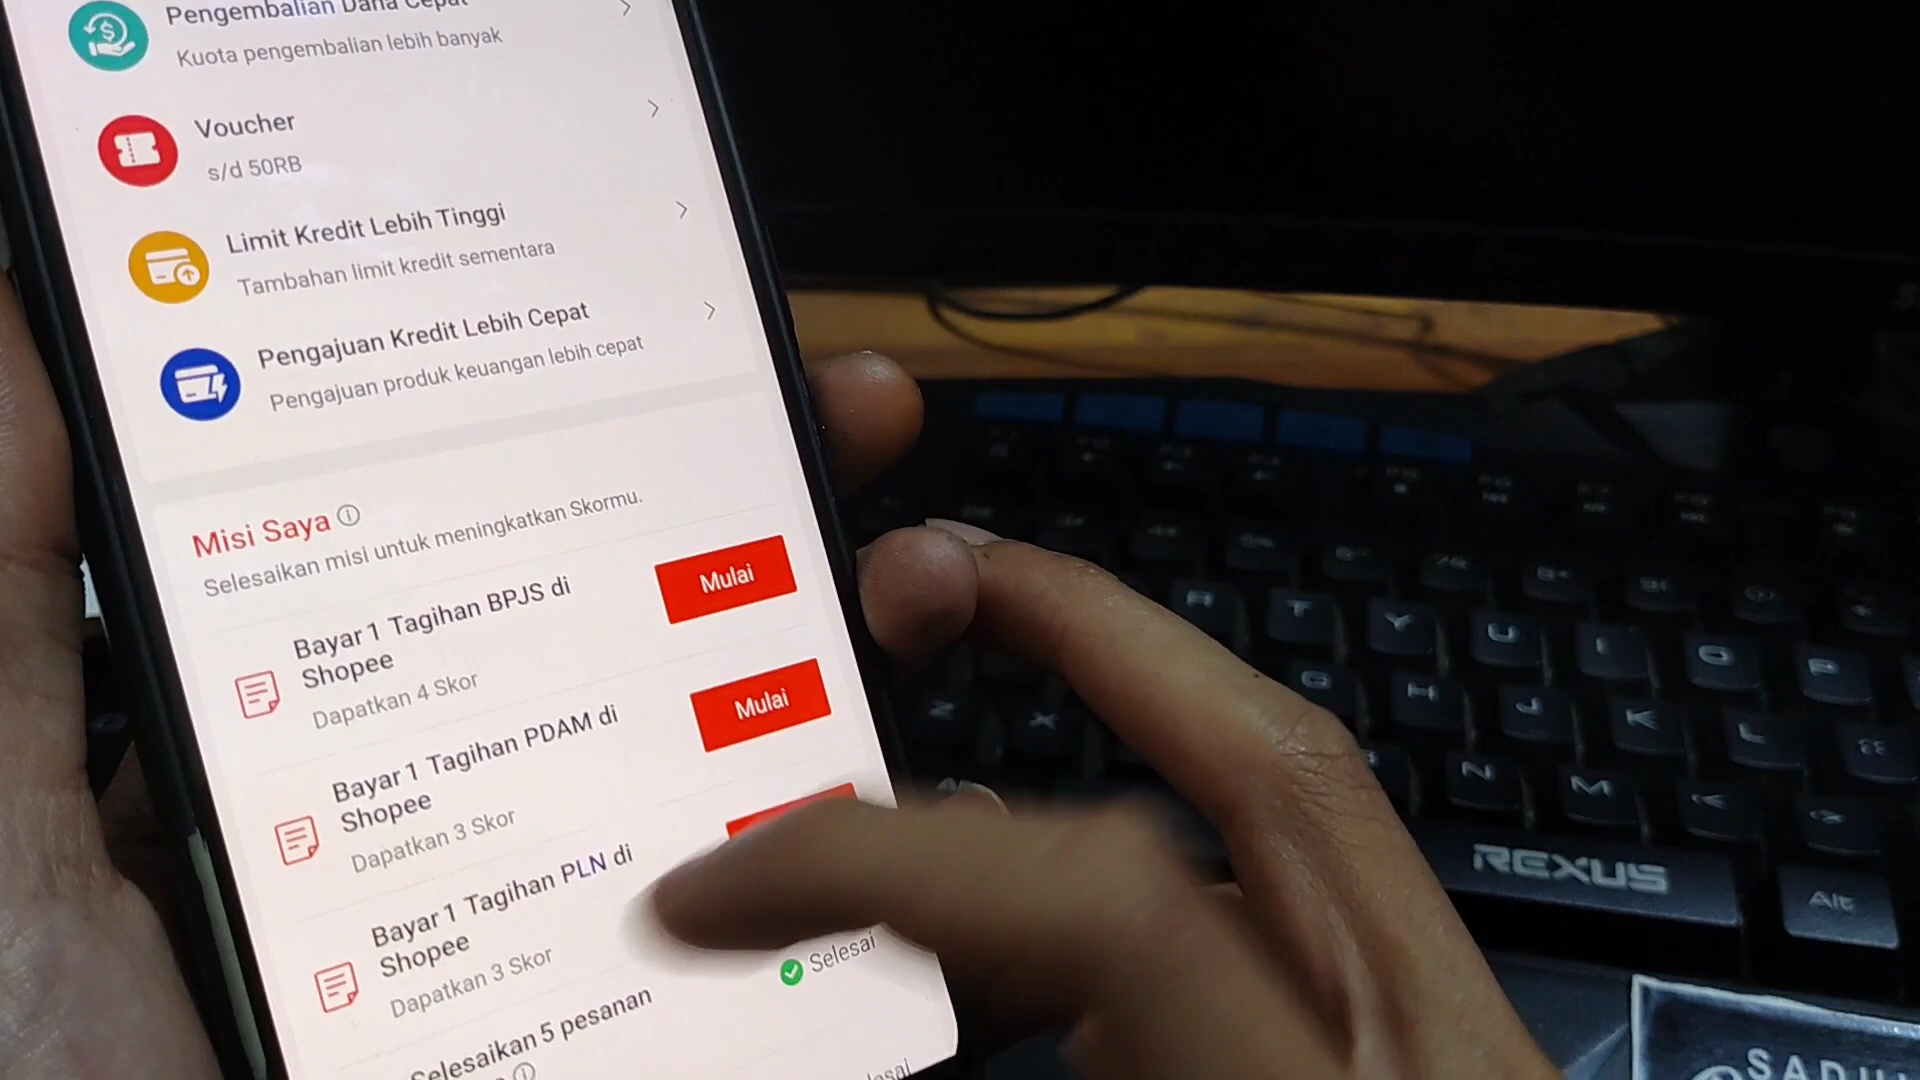 Pengembalian Dana Cepat
Kuota pengembalian lebih banyak
Voucher
s/d 50RB
Limit Kredit Lebih Tinggi
Tambahan limit kredit sementara
Pengajuan Kredit Lebih Cepat
Pengajuan produk keuangan lebih cepat
Misi Saya
Selesaikan misi untuk meningkatkan Skormu.
Bayar 1 Tagihan BPJS di
Shopee
Dapatkan 4 Skor
Mulai
Bayar 1 Tagihan PDAM di
Shopee
Dapatkan 3 Skor
Mulai
Bayar 1 Tagihan PLN di
Shopee
Dapatkan 3 Skor
Selesaikan 5 pesanan
Selesai
R T Y U I O P
G H J K L
Z X N M
REXUS
Alt